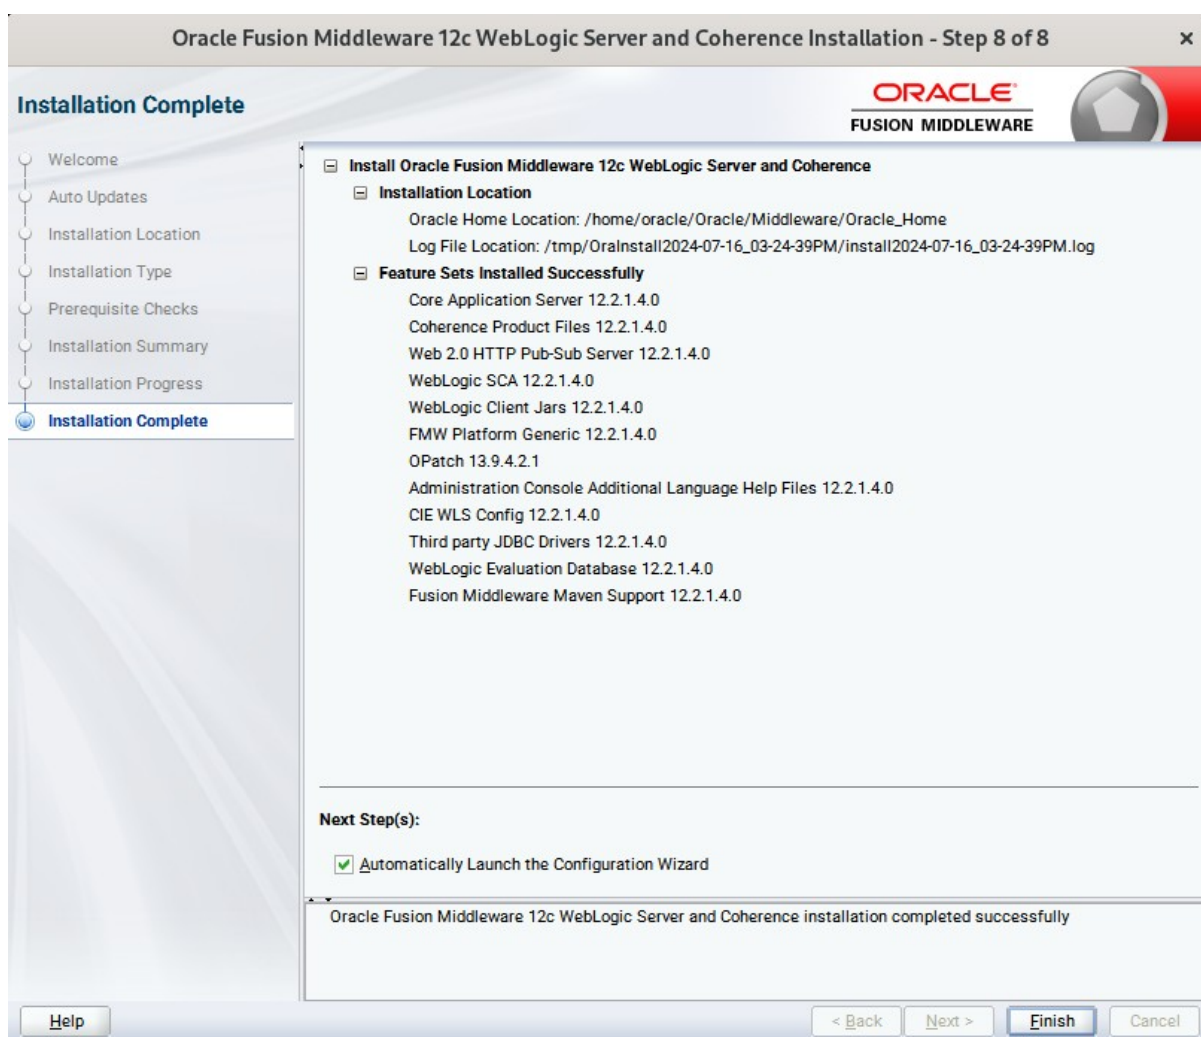 Oracle Fusion Middleware 12c WebLogic Server and Coherence Installation - Step 8 of 8
Installation Complete
ORACLE
FUSION MIDDLEWARE
Welcome
Auto Updates
Installation Location
Installation Type
Prerequisite Checks
Installation Summary
Installation Progress
Installation Complete
Install Oracle Fusion Middleware 12c WebLogic Server and Coherence
Installation Location
Oracle Home Location: /home/oracle/Oracle/Middleware/Oracle_Home
Log File Location: /tmp/OraInstall2024-07-16_03-24-39PM/install2024-07-16_03-24-39PM.log
Feature Sets Installed Successfully
Core Application Server 12.2.1.4.0
Coherence Product Files 12.2.1.4.0
Web 2.0 HTTP Pub-Sub Server 12.2.1.4.0
WebLogic SCA 12.2.1.4.0
WebLogic Client Jars 12.2.1.4.0
FMW Platform Generic 12.2.1.4.0
OPatch 13.9.4.2.1
Administration Console Additional Language Help Files 12.2.1.4.0
CIE WLS Config 12.2.1.4.0
Third party JDBC Drivers 12.2.1.4.0
WebLogic Evaluation Database 12.2.1.4.0
Fusion Middleware Maven Support 12.2.1.4.0
Next Step(s):
Automatically Launch the Configuration Wizard
Oracle Fusion Middleware 12c WebLogic Server and Coherence installation completed successfully
Help
< Back
Next >
Finish
Cancel